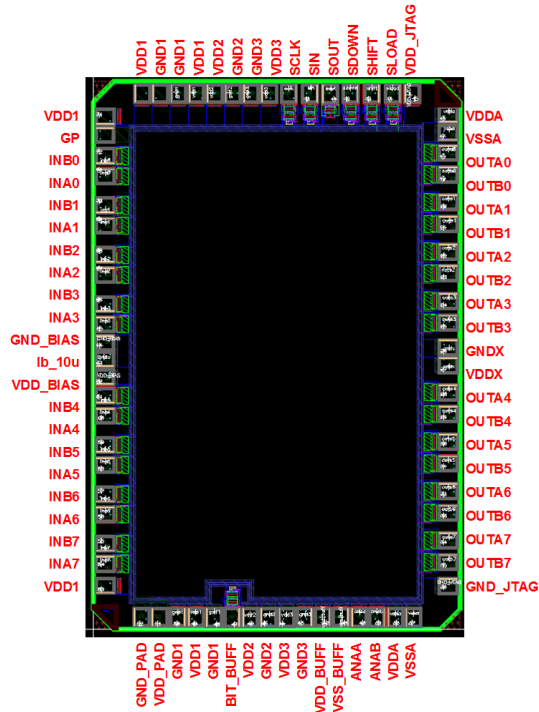 VDD1
GND1
GND1
VDD1
VDD2
GND2
GND3
VDD3
SCLK
SIN
SOUT
SDOWN
SHIFT
SLOAD
VDD_JTAG
VDD1
GP
INB0
INA0
INB1
INA1
INB2
INA2
INB3
INA3
GND_BIAS
Ib_10u
VDD_BIAS
INB4
INA4
INB5
INA5
INB6
INA6
INB7
INA7
VDD1
VDDA
VSSA
OUTA0
OUTB0
OUTA1
OUTB1
OUTA2
OUTB2
OUTA3
OUTB3
GNDX
VDDX
OUTA4
OUTB4
OUTA5
OUTB5
OUTA6
OUTB6
OUTA7
OUTB7
GND_JTAG
GND_PAD
VDD_PAD
GND1
VDD1
GND1
BIT_BUFF
VDD2
GND2
VDD3
GND3
VDD_BUFF
VSS_BUFF
ANAA
ANAB
VDDA
VSSA